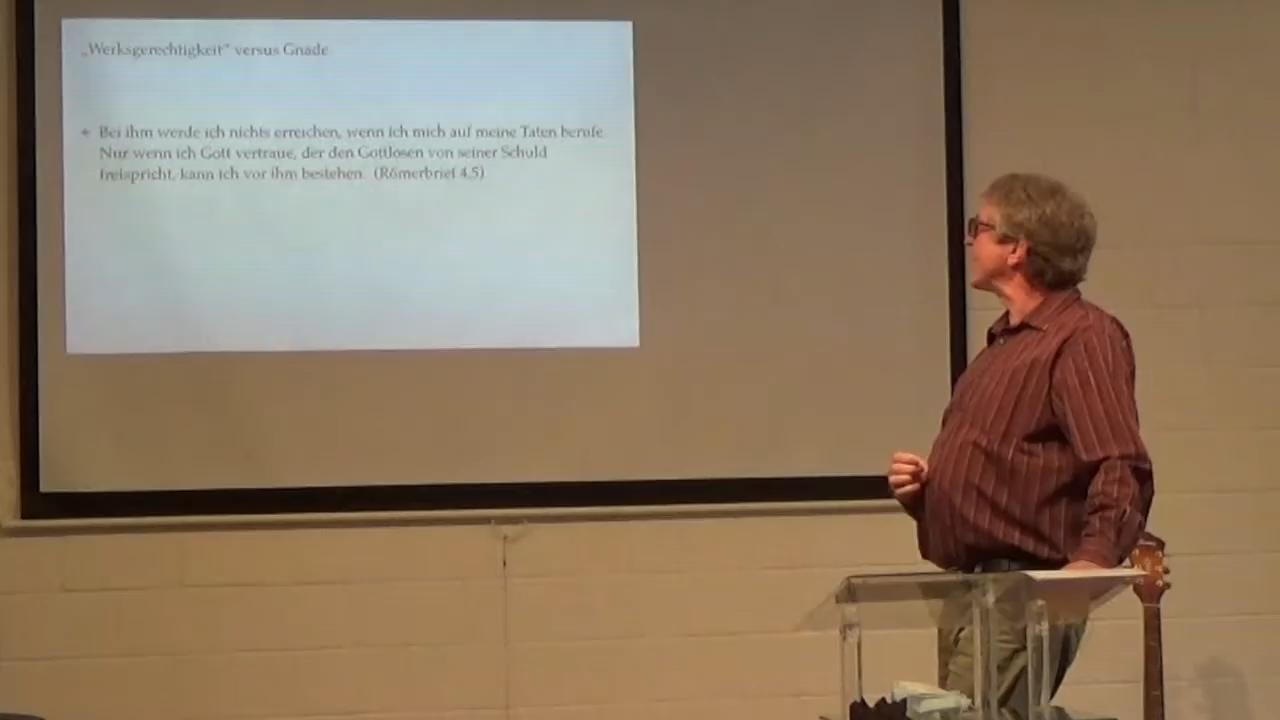 „Werksgerechtigkeit" versus Gnade
Bei ihm werde ich nichts erreichen, wenn ich mich auf meine Taten berufe.
Nur wenn ich Gott vertraue, der den Gottlosen von seiner Schuld
freispricht, kann ich vor ihm bestehen. (Römerbrief 4,5)